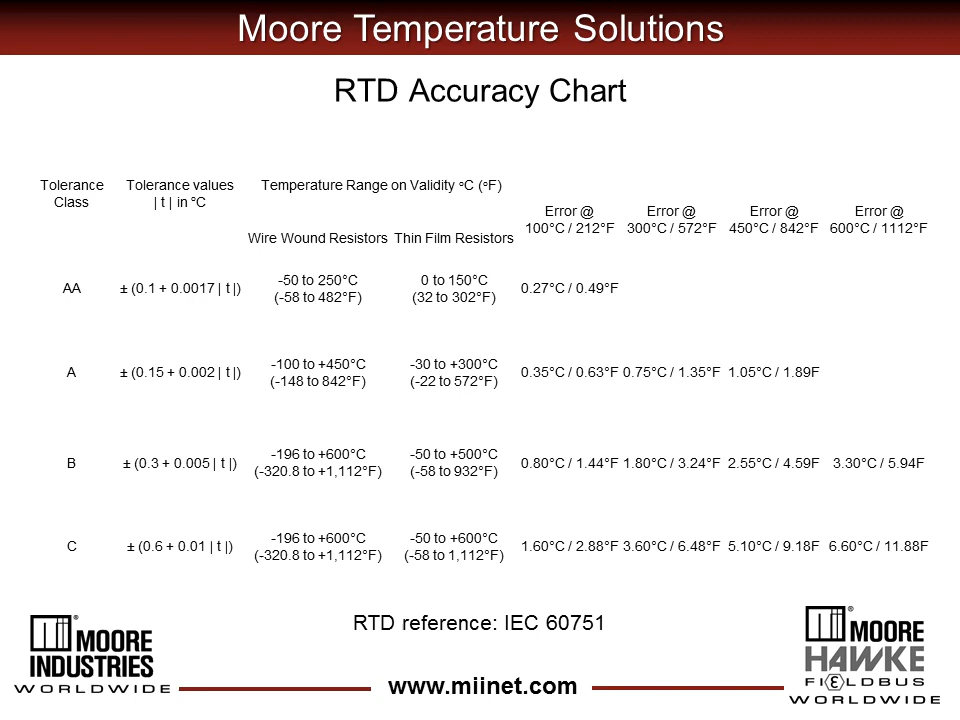 Moore Temperature Solutions
RTD Accuracy Chart
Tolerance Class
Tolerance values | t | in °C
Temperature Range on Validity °C (°F)
Wire Wound Resistors
Thin Film Resistors
Error @ 100°C / 212°F
Error @ 300°C / 572°F
Error @ 450°C / 842°F
Error @ 600°C / 1112°F
AA
± (0.1 + 0.0017 | t |)
-50 to 250°C
(-58 to 482°F)
0 to 150°C
(32 to 302°F)
0.27°C / 0.49°F
A
± (0.15 + 0.002 | t |)
-100 to +450°C
(-148 to 842°F)
-30 to +300°C
(-22 to 572°F)
0.35°C / 0.63°F
0.75°C / 1.35°F
1.05°C / 1.89F
B
± (0.3 + 0.005 | t |)
-196 to +600°C
(-320.8 to +1,112°F)
-50 to +500°C
(-58 to 932°F)
0.80°C / 1.44°F
1.80°C / 3.24°F
2.55°C / 4.59F
3.30°C / 5.94F
C
± (0.6 + 0.01 | t |)
-196 to +600°C
(-320.8 to +1,112°F)
-50 to +600°C
(-58 to 1,112°F)
1.60°C / 2.88°F
3.60°C / 6.48°F
5.10°C / 9.18F
6.60°C / 11.88F
RTD reference: IEC 60751
®
MOORE
INDUSTRIES
WORLDWIDE
www.miinet.com
®
MOORE
HAWKE
FIELDBUS
WORLDWIDE